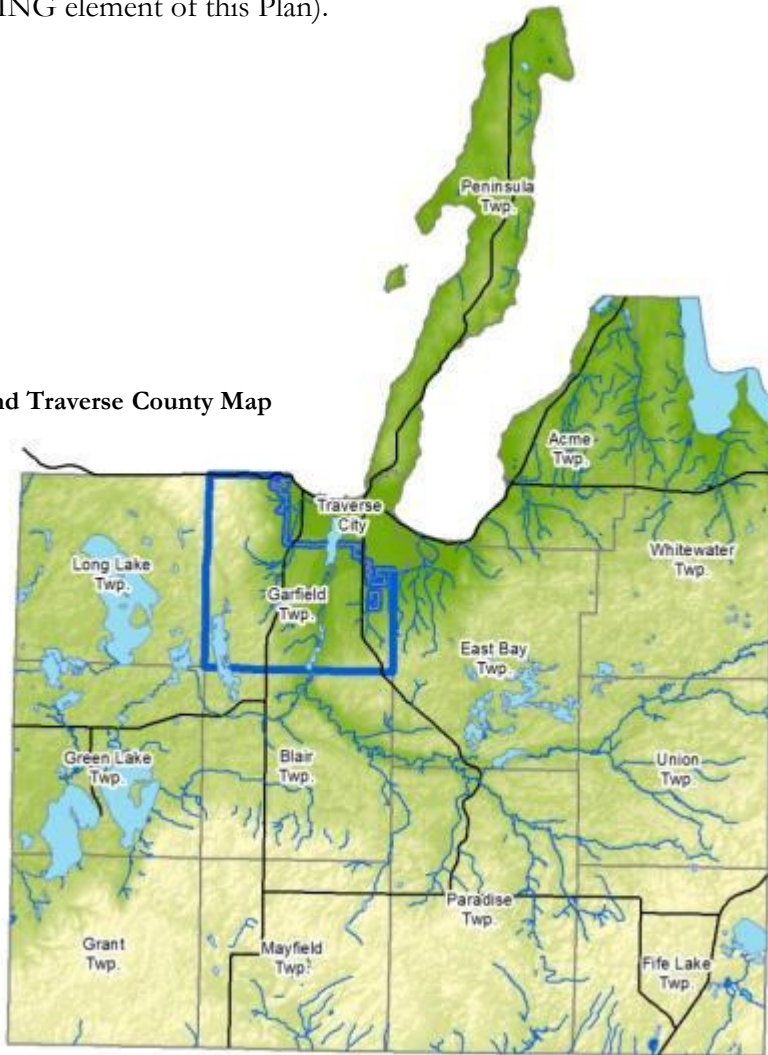 ING element of this Plan).
Peninsula
Twp.
nd Traverse County Map
Acme
Twp.
Traverse
City
Whitewater
Twp.
Long Lake
Twp.
Garfield
Twp.
East Bay
Twp.
Green Lake
Twp.
Blair
Twp.
Union
Twp.
Paradise
Twp.
Grant
Twp.
Mayfield
Twp.
Fife Lake
Twp.